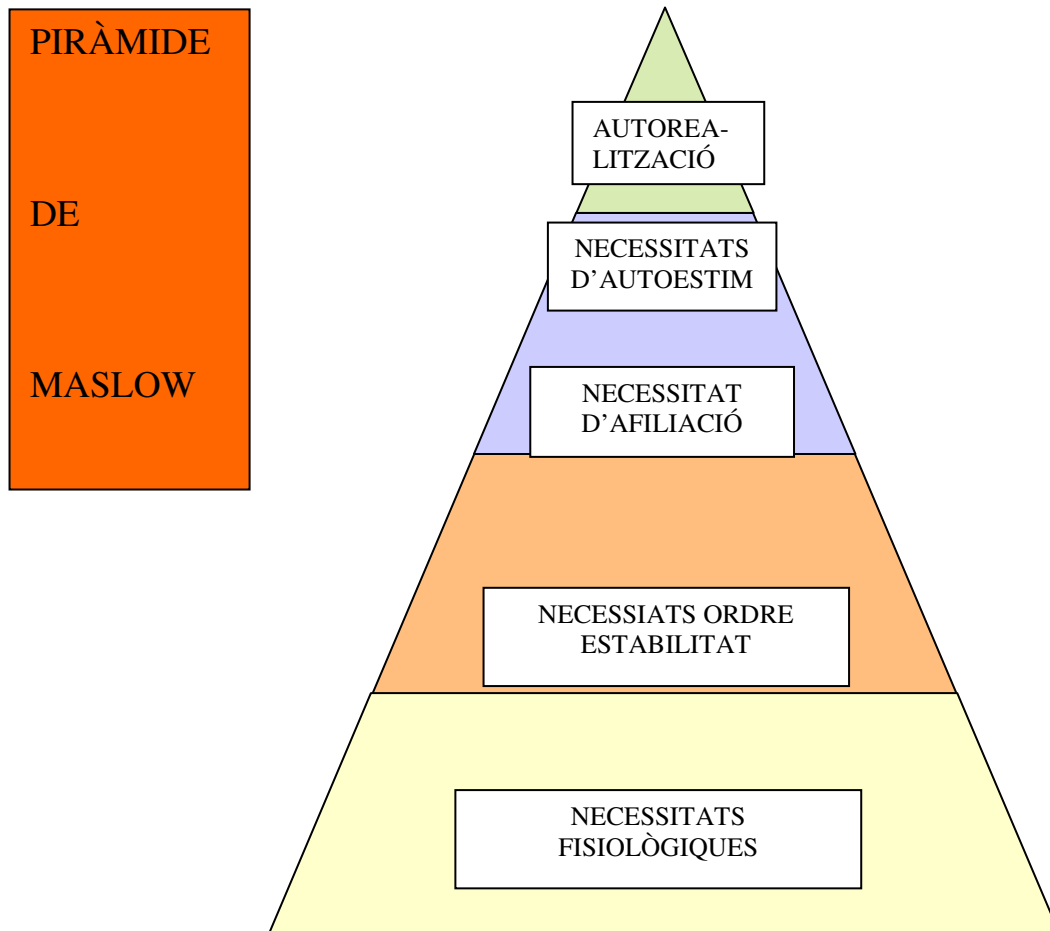 PIRÀMIDE
DE
MASLOW
AUTOREA-
LITZACIÓ
NECESSITATS
D’AUTOESTIM
NECESSITAT
D’AFILIACIÓ
NECESSIATS ORDRE
ESTABILITAT
NECESSITATS
FISIOLÒGIQUES